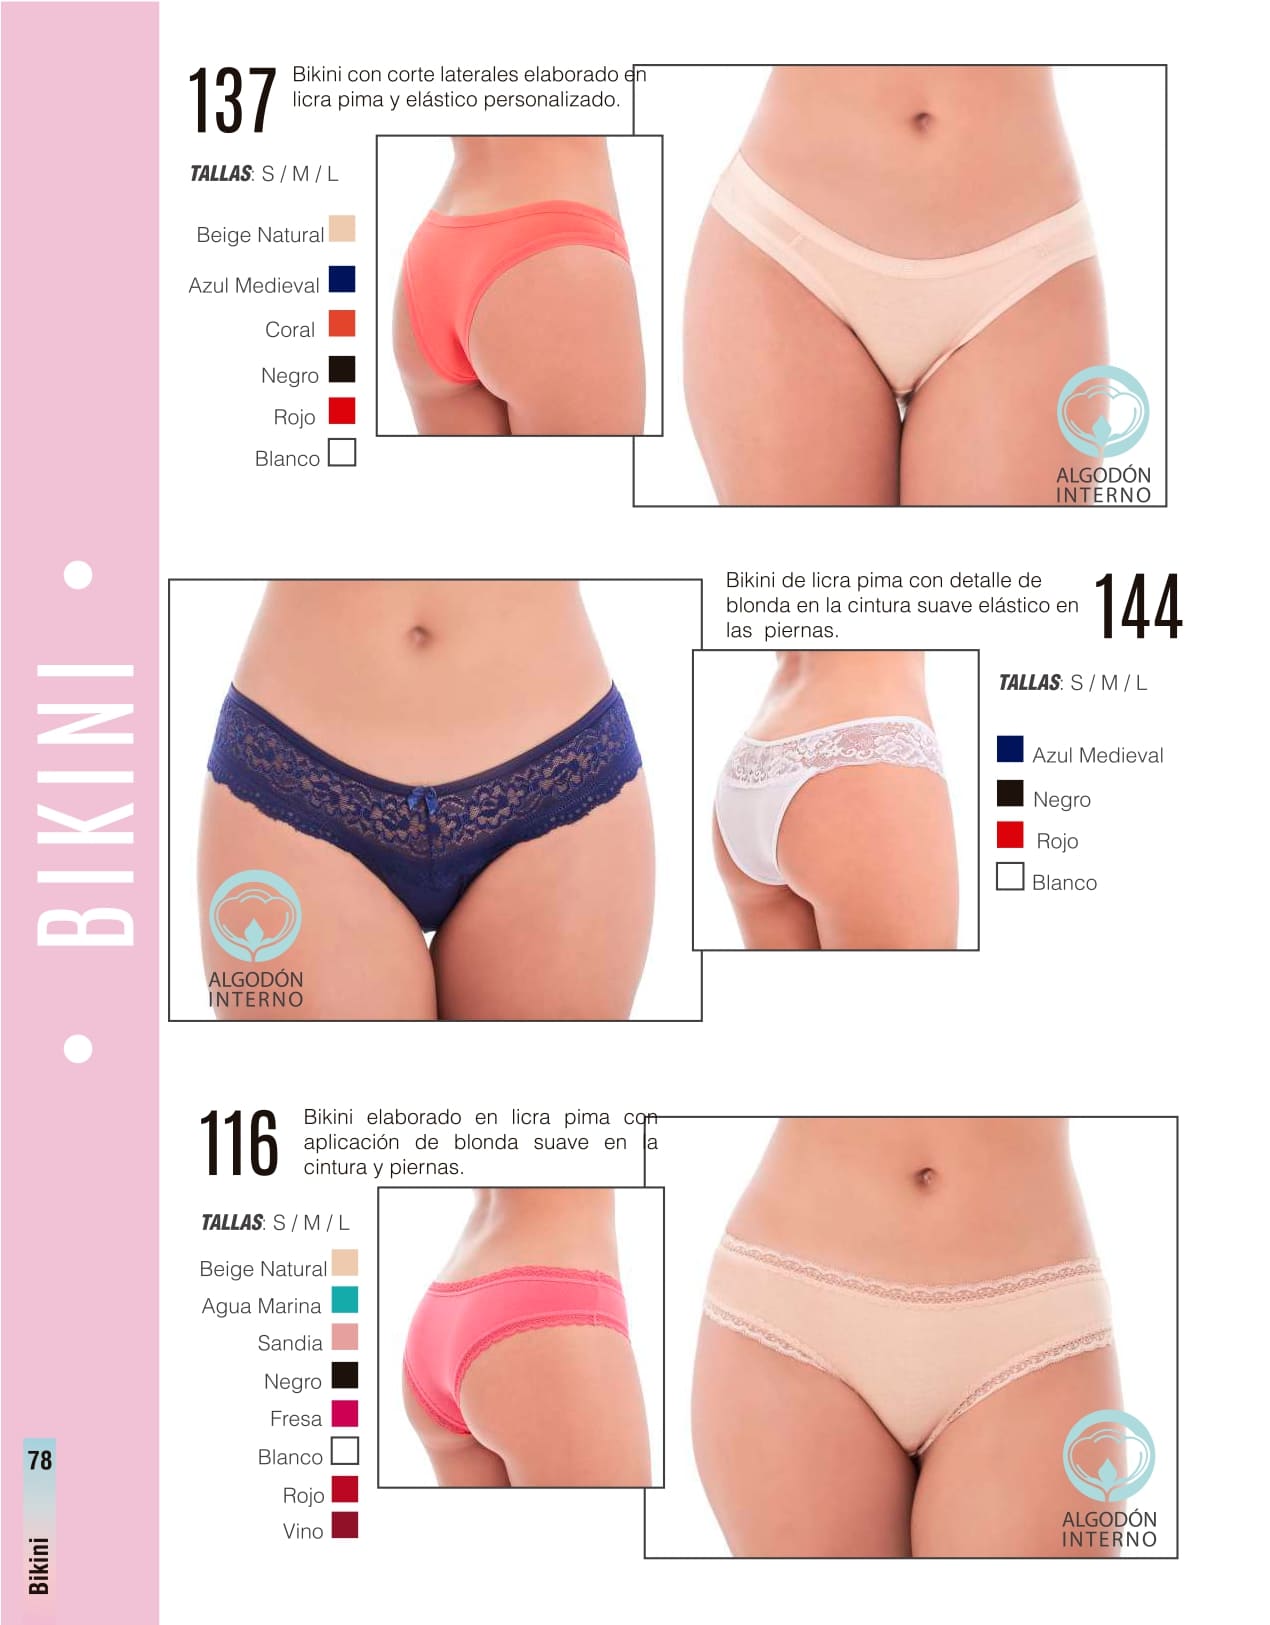 137
Bikini con corte laterales elaborado en
licra pima y elástico personalizado.
TALLAS: S / M / L
Beige Natural
Azul Medieval
Coral
Negro
Rojo
Blanco
ALGODÓN
INTERNO
• BIKINI •
Bikini de licra pima con detalle de
blonda en la cintura suave elástico en
las piernas.
144
TALLAS: S / M / L
Azul Medieval
Negro
Rojo
Blanco
ALGODÓN
INTERNO
116
Bikini elaborado en licra pima con
aplicación de blonda suave en la
cintura y piernas.
TALLAS: S / M / L
Beige Natural
Agua Marina
Sandia
Negro
Fresa
Blanco
Rojo
Vino
ALGODÓN
INTERNO
78
Bikini